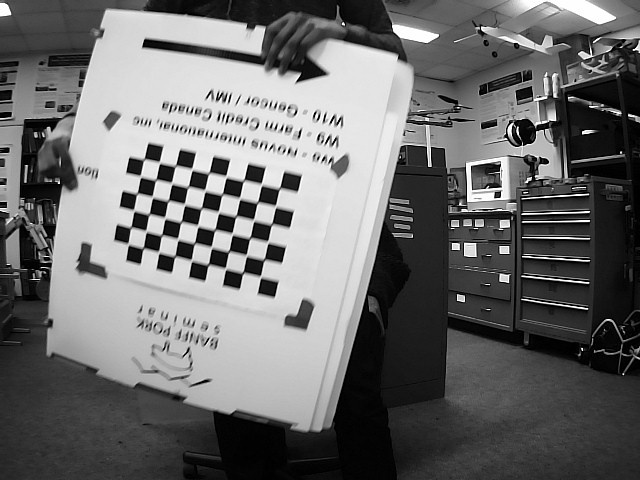 BANFF PORK
seminar
tion
W8 - Novus International, Inc
W9 - Farm Credit Canada
W10 - Gencor / IMV